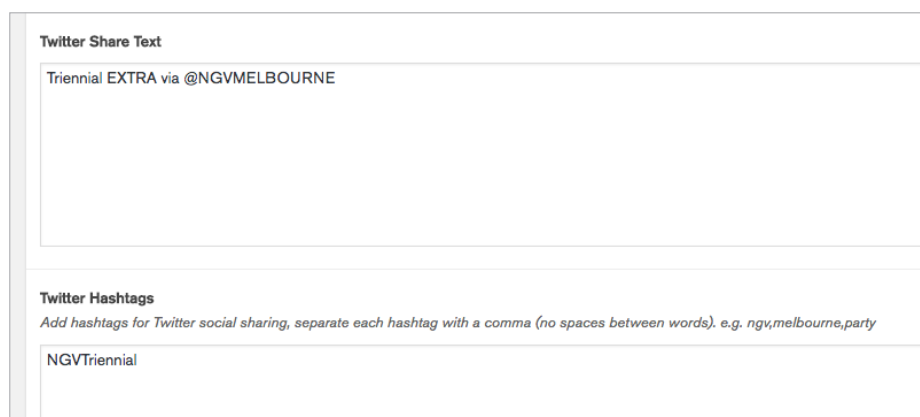 Twitter Share Text
Triennial EXTRA via @NGVMELBOURNE
Twitter Hashtags
Add hashtags for Twitter social sharing, separate each hashtag with a comma (no spaces between words). e.g. ngv,melbourne,party
NGVTriennial